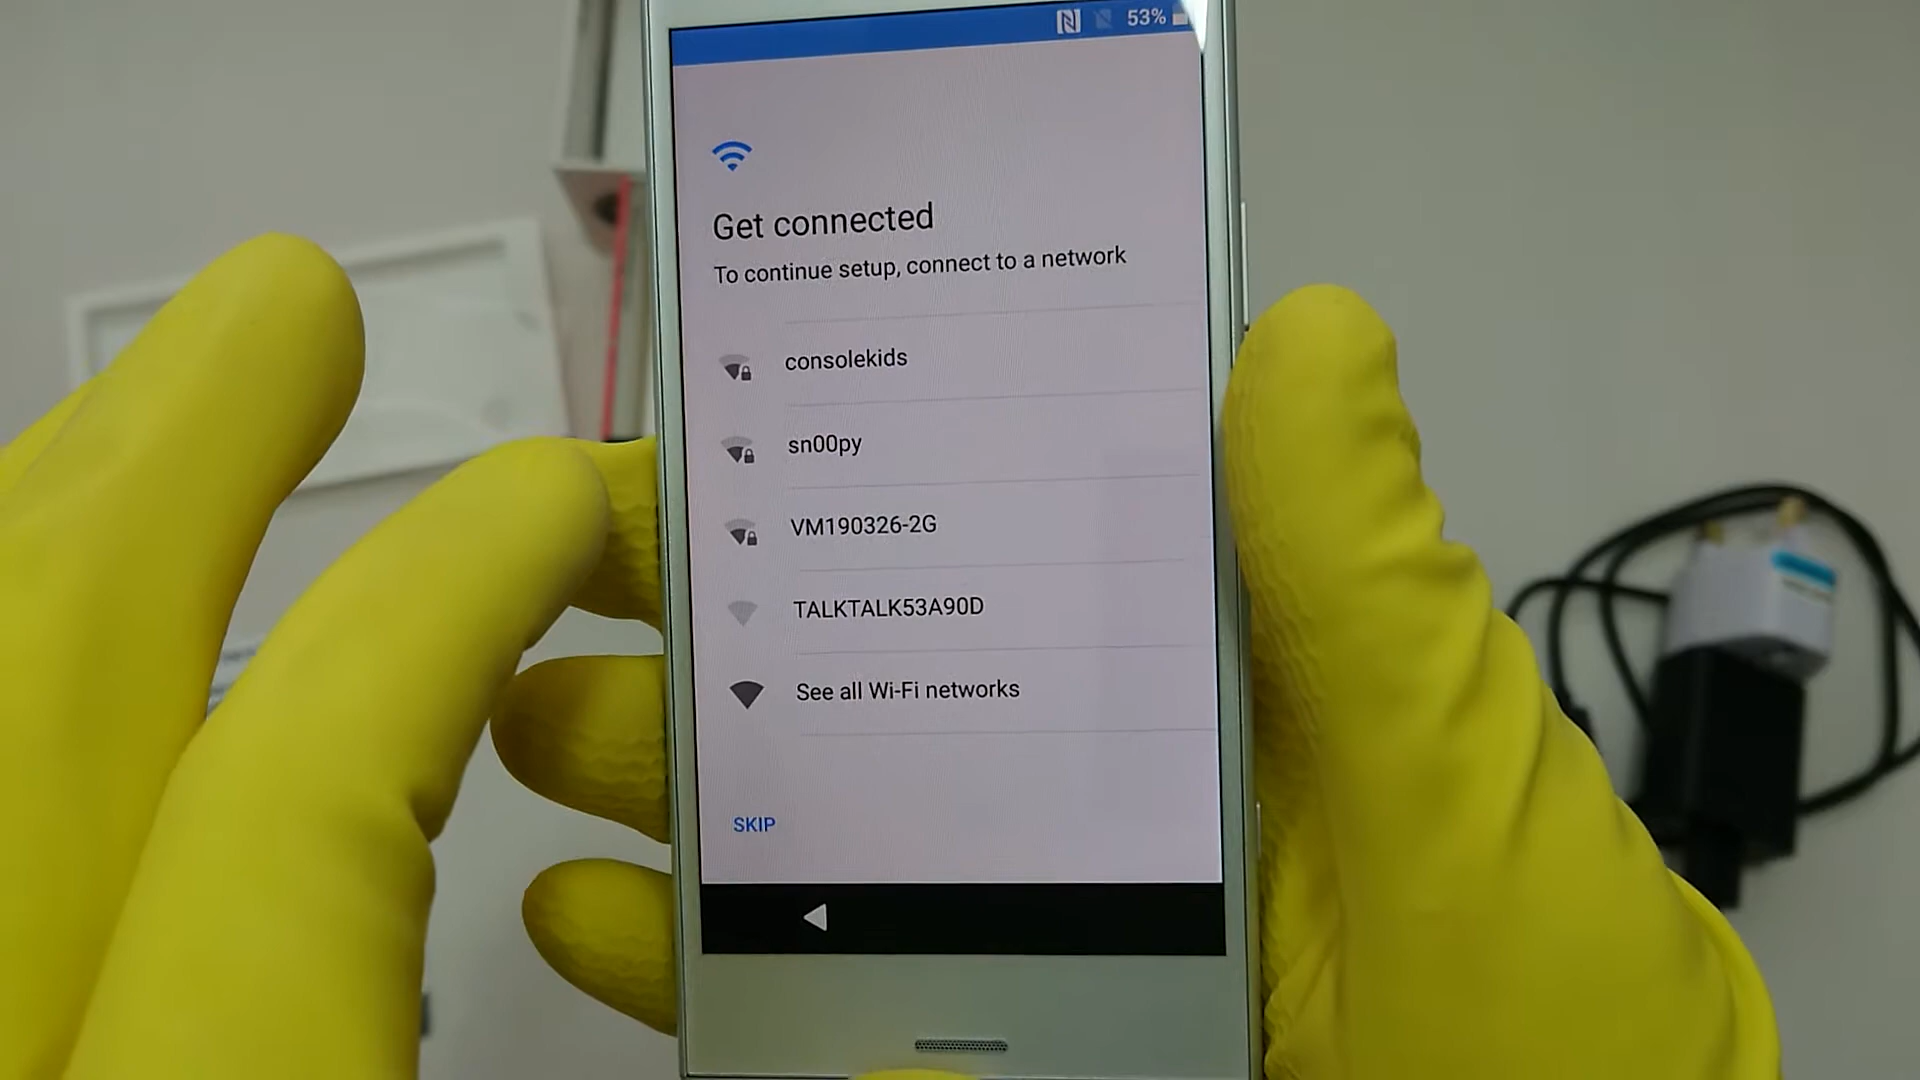 53%
Get connected
To continue setup, connect to a network
consolekids
sn00py
VM190326-2G
TALKTALK53A90D
See all Wi-Fi networks
SKIP